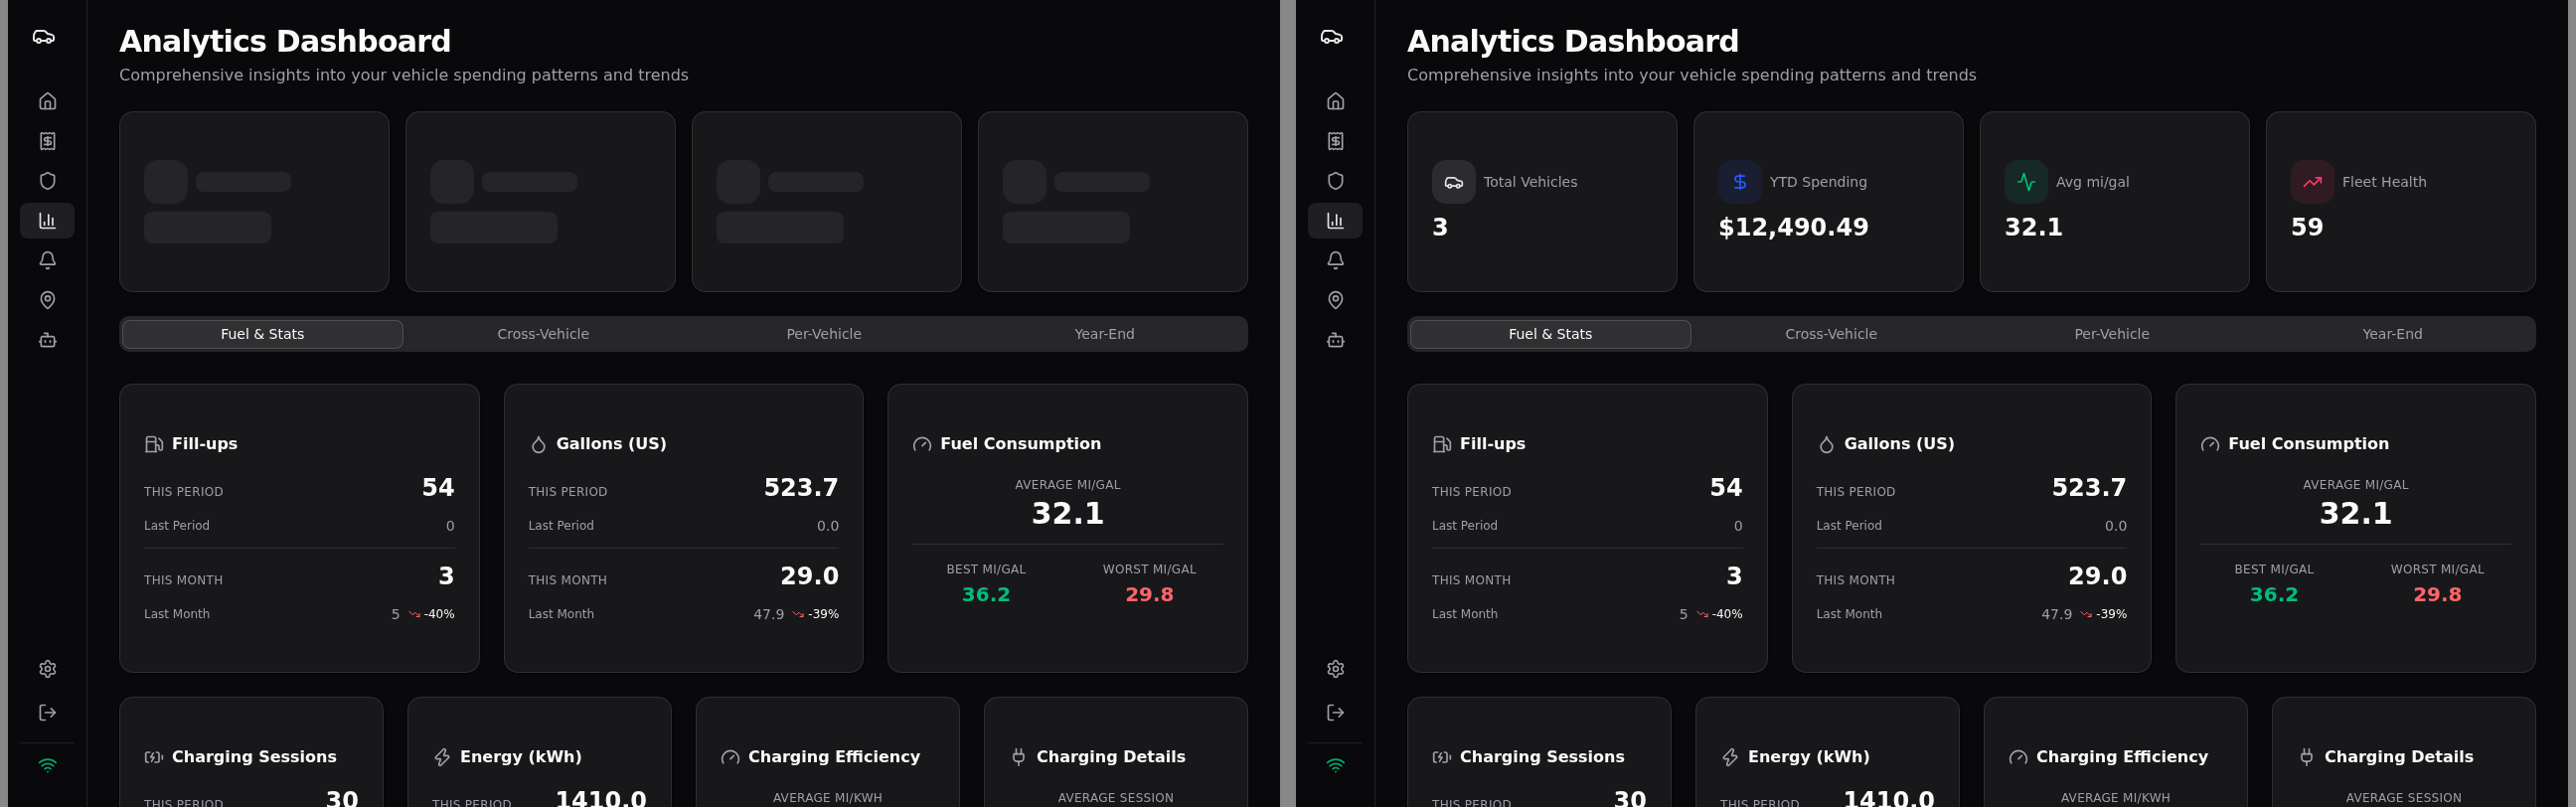 Analytics Dashboard
Comprehensive insights into your vehicle spending patterns and trends
Fuel & Stats Cross-Vehicle Per-Vehicle Year-End
Fill-ups
THIS PERIOD 54
Last Period 0
THIS MONTH 3
Last Month 5 -40%
Gallons (US)
THIS PERIOD 523.7
Last Period 0.0
THIS MONTH 29.0
Last Month 47.9 -39%
Fuel Consumption
AVERAGE MI/GAL
32.1
BEST MI/GAL WORST MI/GAL
36.2 29.8
Charging Sessions
THIS PERIOD 30
Energy (kWh)
THIS PERIOD 1410.0
Charging Efficiency
AVERAGE MI/KWH
Charging Details
AVERAGE SESSION
Analytics Dashboard
Comprehensive insights into your vehicle spending patterns and trends
Total Vehicles
3
YTD Spending
$12,490.49
Avg mi/gal
32.1
Fleet Health
59
Fuel & Stats Cross-Vehicle Per-Vehicle Year-End
Fill-ups
THIS PERIOD 54
Last Period 0
THIS MONTH 3
Last Month 5 -40%
Gallons (US)
THIS PERIOD 523.7
Last Period 0.0
THIS MONTH 29.0
Last Month 47.9 -39%
Fuel Consumption
AVERAGE MI/GAL
32.1
BEST MI/GAL WORST MI/GAL
36.2 29.8
Charging Sessions
THIS PERIOD 30
Energy (kWh)
THIS PERIOD 1410.0
Charging Efficiency
AVERAGE MI/KWH
Charging Details
AVERAGE SESSION